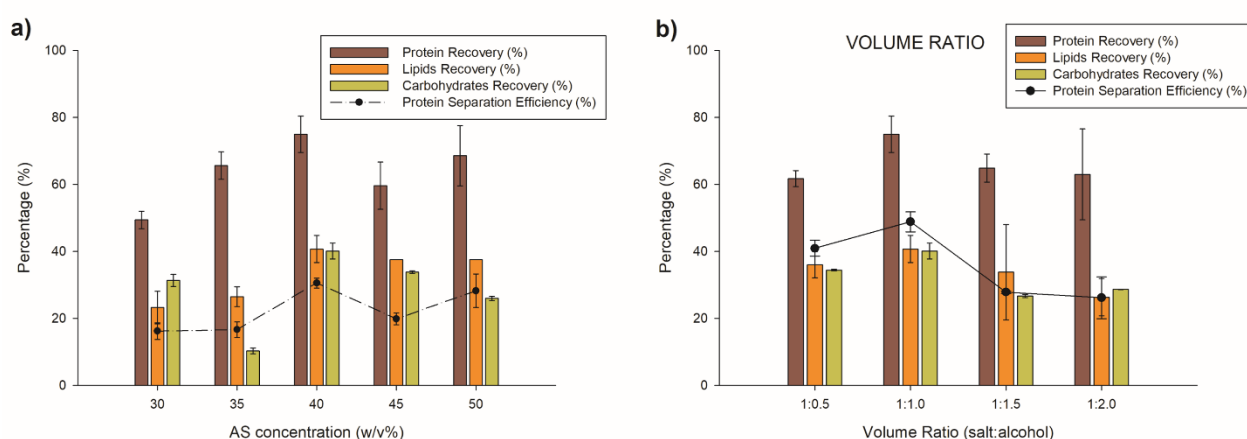 a)
Protein Recovery (%)
Lipids Recovery (%)
Carbohydrates Recovery (%)
Protein Separation Efficiency (%)
Percentage (%)
100
80
60
40
20
0
30 35 40 45 50
AS concentration (w/v%)
b)
VOLUME RATIO
Protein Recovery (%)
Lipids Recovery (%)
Carbohydrates Recovery (%)
Protein Separation Efficiency (%)
Percentage (%)
100
80
60
40
20
0
1:0.5 1:1.0 1:1.5 1:2.0
Volume Ratio (salt:alcohol)